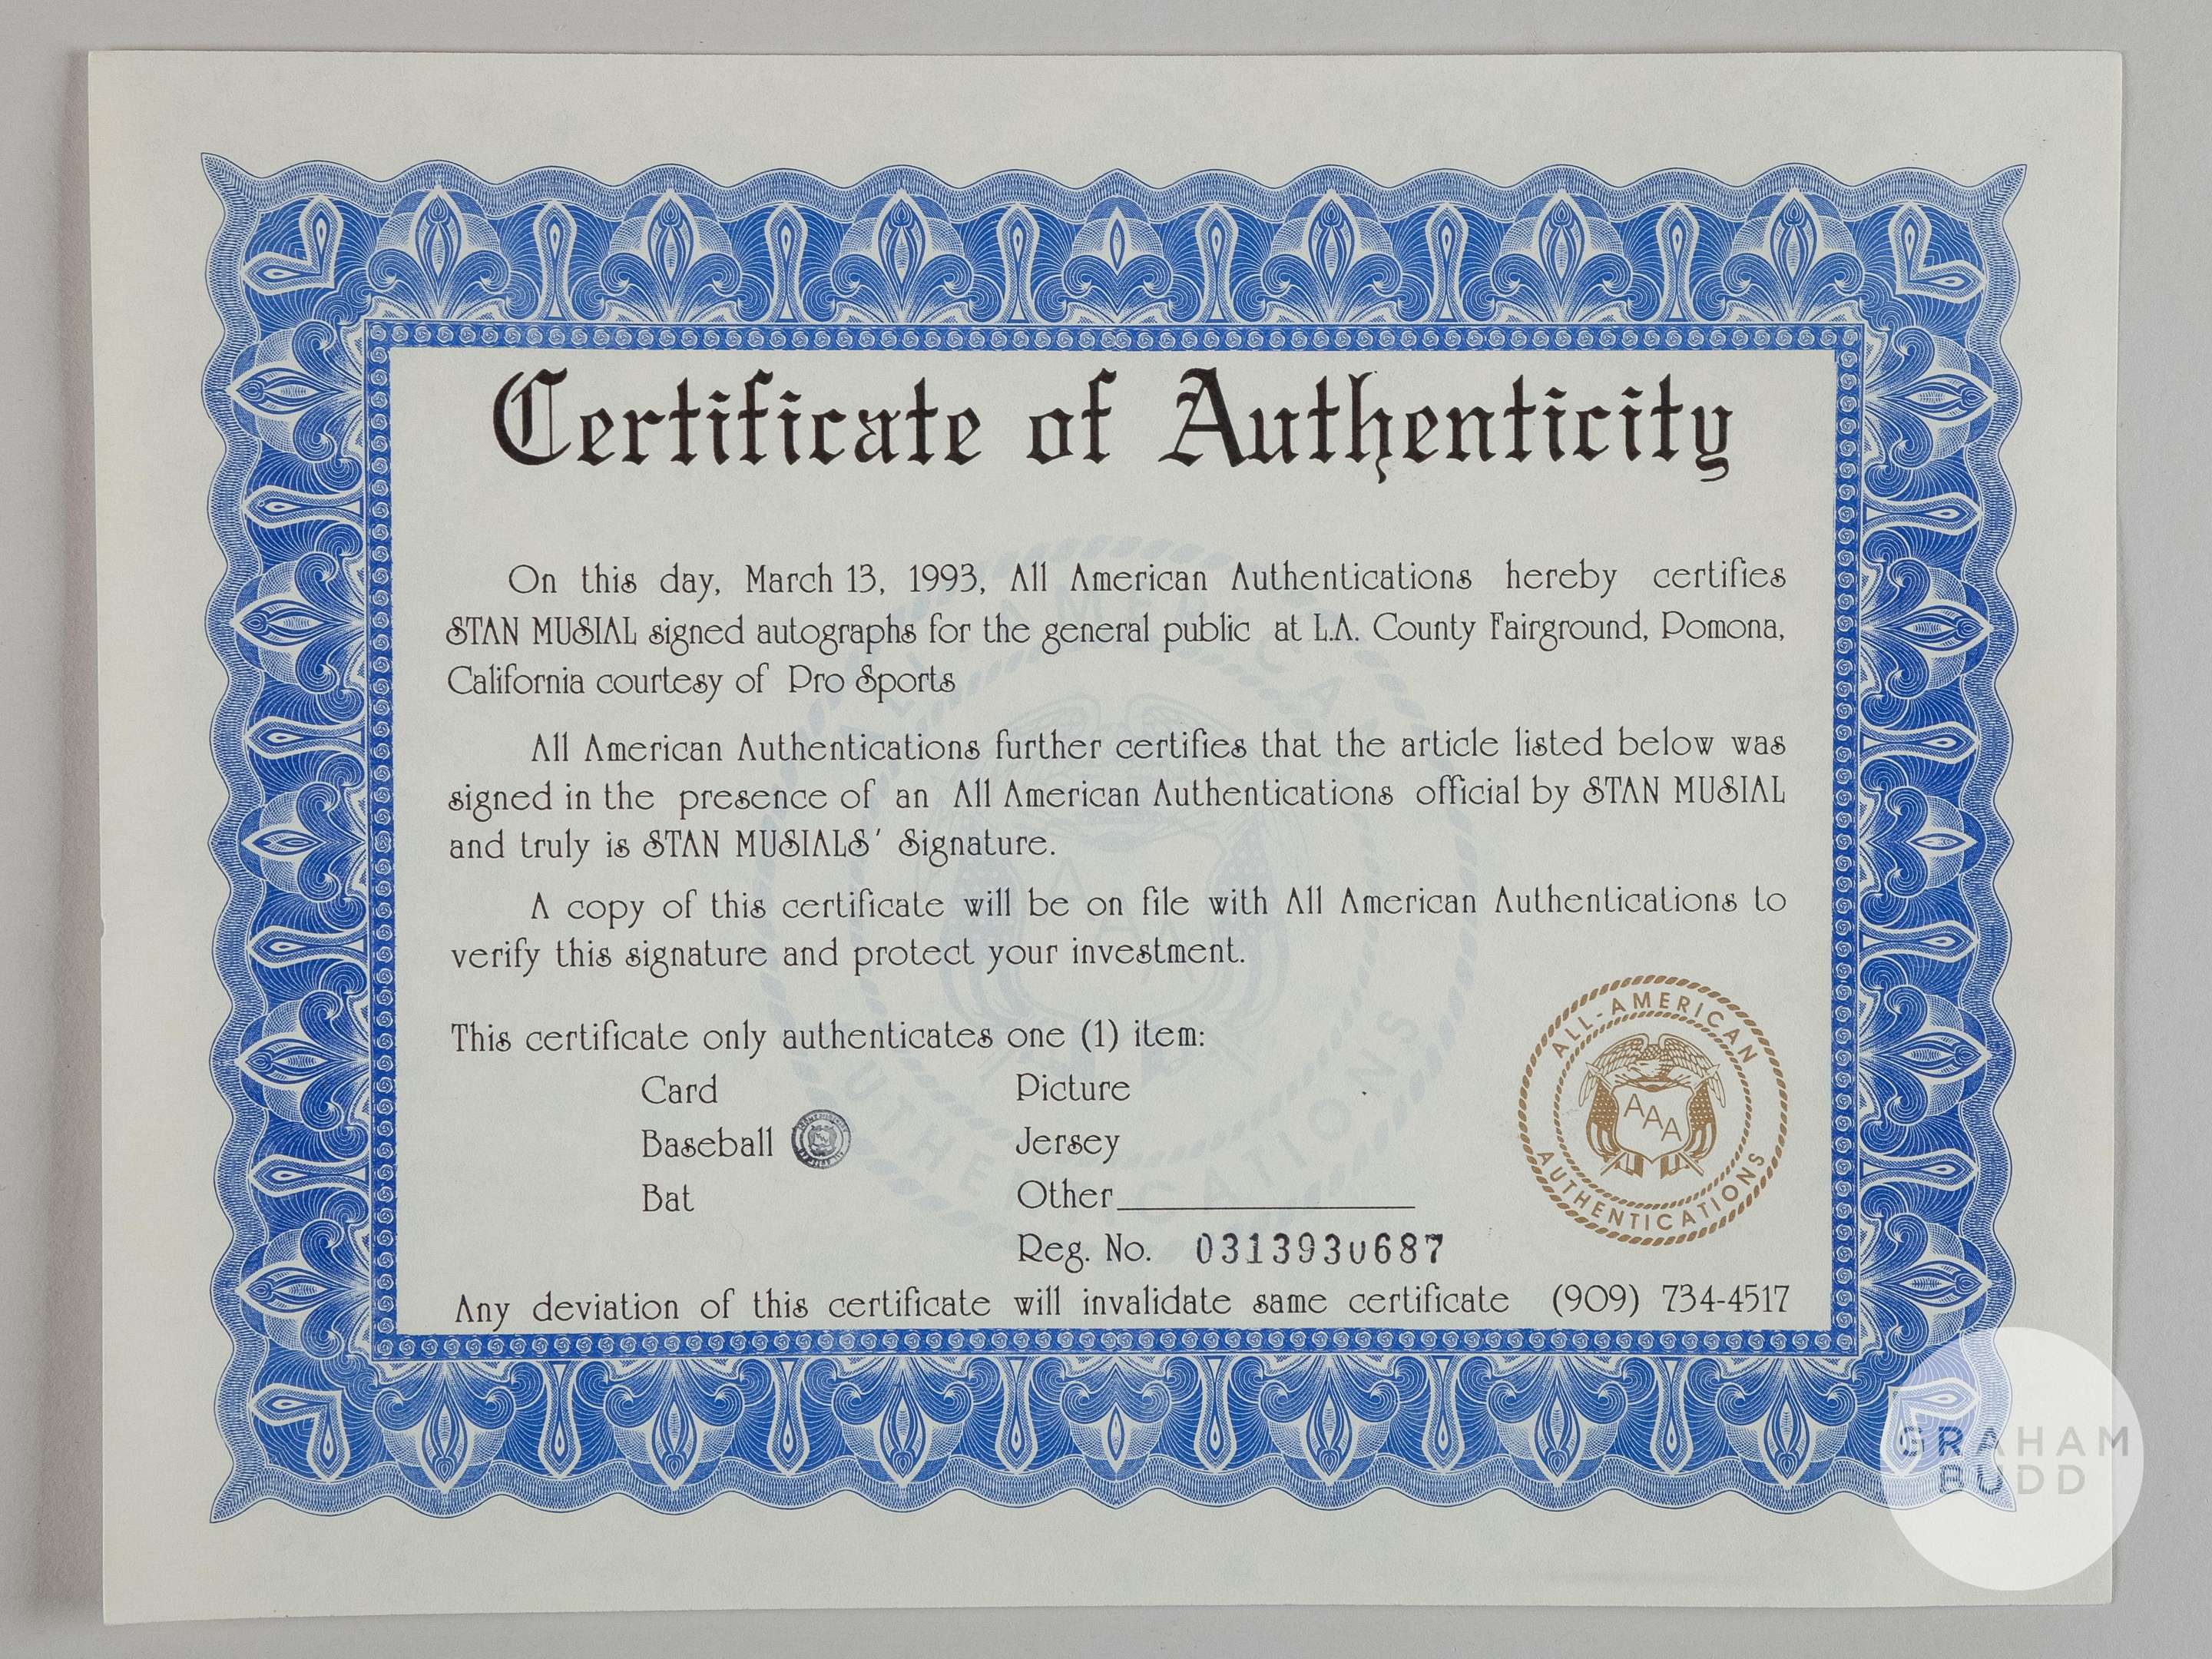 Certificate of Authenticity
On this day, March 13, 1993, All American Authentications hereby certifies
STAN MUSIAL signed autographs for the general public at L.A. County Fairground, Pomona,
California courtesy of Pro Sports
All American Authentications further certifies that the article listed below was
signed in the presence of an All American Authentications official by STAN MUSIAL
and truly is STAN MUSIALS' Signature.
A copy of this certificate will be on file with All American Authentications to
verify this signature and protect your investment.
This certificate only authenticates one (1) item:
Card Picture
Baseball Jersey
Bat Other
Reg. No. 031393U687
Any deviation of this certificate will invalidate same certificate (909) 734-4517
ALL-AMERICAN
AAA
AUTHENTICATIONS
ALL AMERICAN
AAA
AUTHENTICATIONS
GRAHAM
BUDD